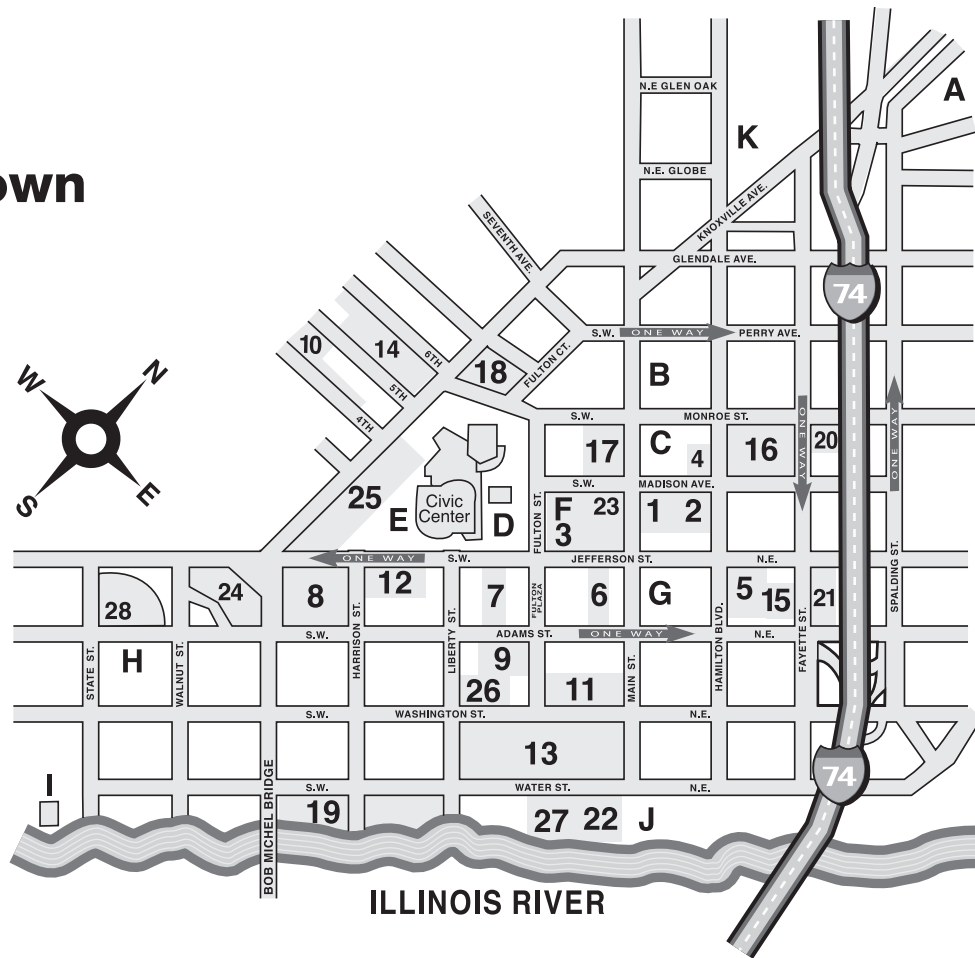 own
N.E GLEN OAK
A
K
N.E. GLOBE
KNOXVILLE AVE.
SEVENTH AVE.
GLENDALE AVE.
74
S.W. ONE WAY PERRY AVE.
10
14
6TH
5TH
4TH
18
FULTON CT.
B
W N
S E
S.W. MONROE ST.
17
C
4
16
ONE WAY
20
ONE WAY
S.W. MADISON AVE.
25
E
Civic
Center
D
FULTON ST.
F
3
23
1 2
ONE WAY S.W. JEFFERSON ST. N.E.
28
24
8
12
7
FULTON
PLAZA
6
G
5
15
21
SPALDING ST.
S.W. ADAMS ST. ONE WAY N.E.
STATE ST.
H
WALNUT ST.
HARRISON ST.
LIBERTY ST.
9
26
11
MAIN ST.
HAMILTON BLVD.
FAYETTE ST.
S.W. WASHINGTON ST. N.E.
13
74
I
BOB MICHEL BRIDGE
S.W. WATER ST. N.E.
19
27 22 J
ILLINOIS RIVER